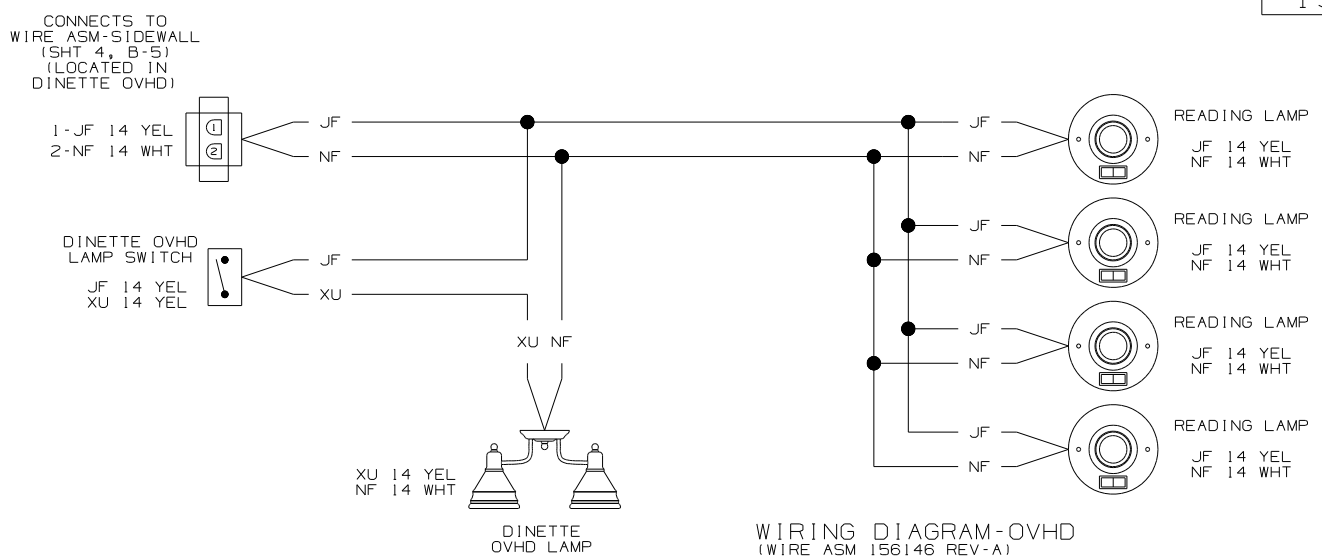 CONNECTS TO
WIRE ASM-SIDEWALL
(SHT 4, B-5)
(LOCATED IN
DINETTE OVHD)
1-JF 14 YEL
2-NF 14 WHT
1
2
JF
NF
JF
NF
READING LAMP
JF 14 YEL
NF 14 WHT
DINETTE OVHD
LAMP SWITCH
JF 14 YEL
XU 14 YEL
JF
XU
JF
NF
READING LAMP
JF 14 YEL
NF 14 WHT
XU NF
JF
NF
READING LAMP
JF 14 YEL
NF 14 WHT
JF
NF
READING LAMP
JF 14 YEL
NF 14 WHT
XU 14 YEL
NF 14 WHT
DINETTE
OVHD LAMP
WIRING DIAGRAM-OVHD
(WIRE ASM 156146 REV-A)